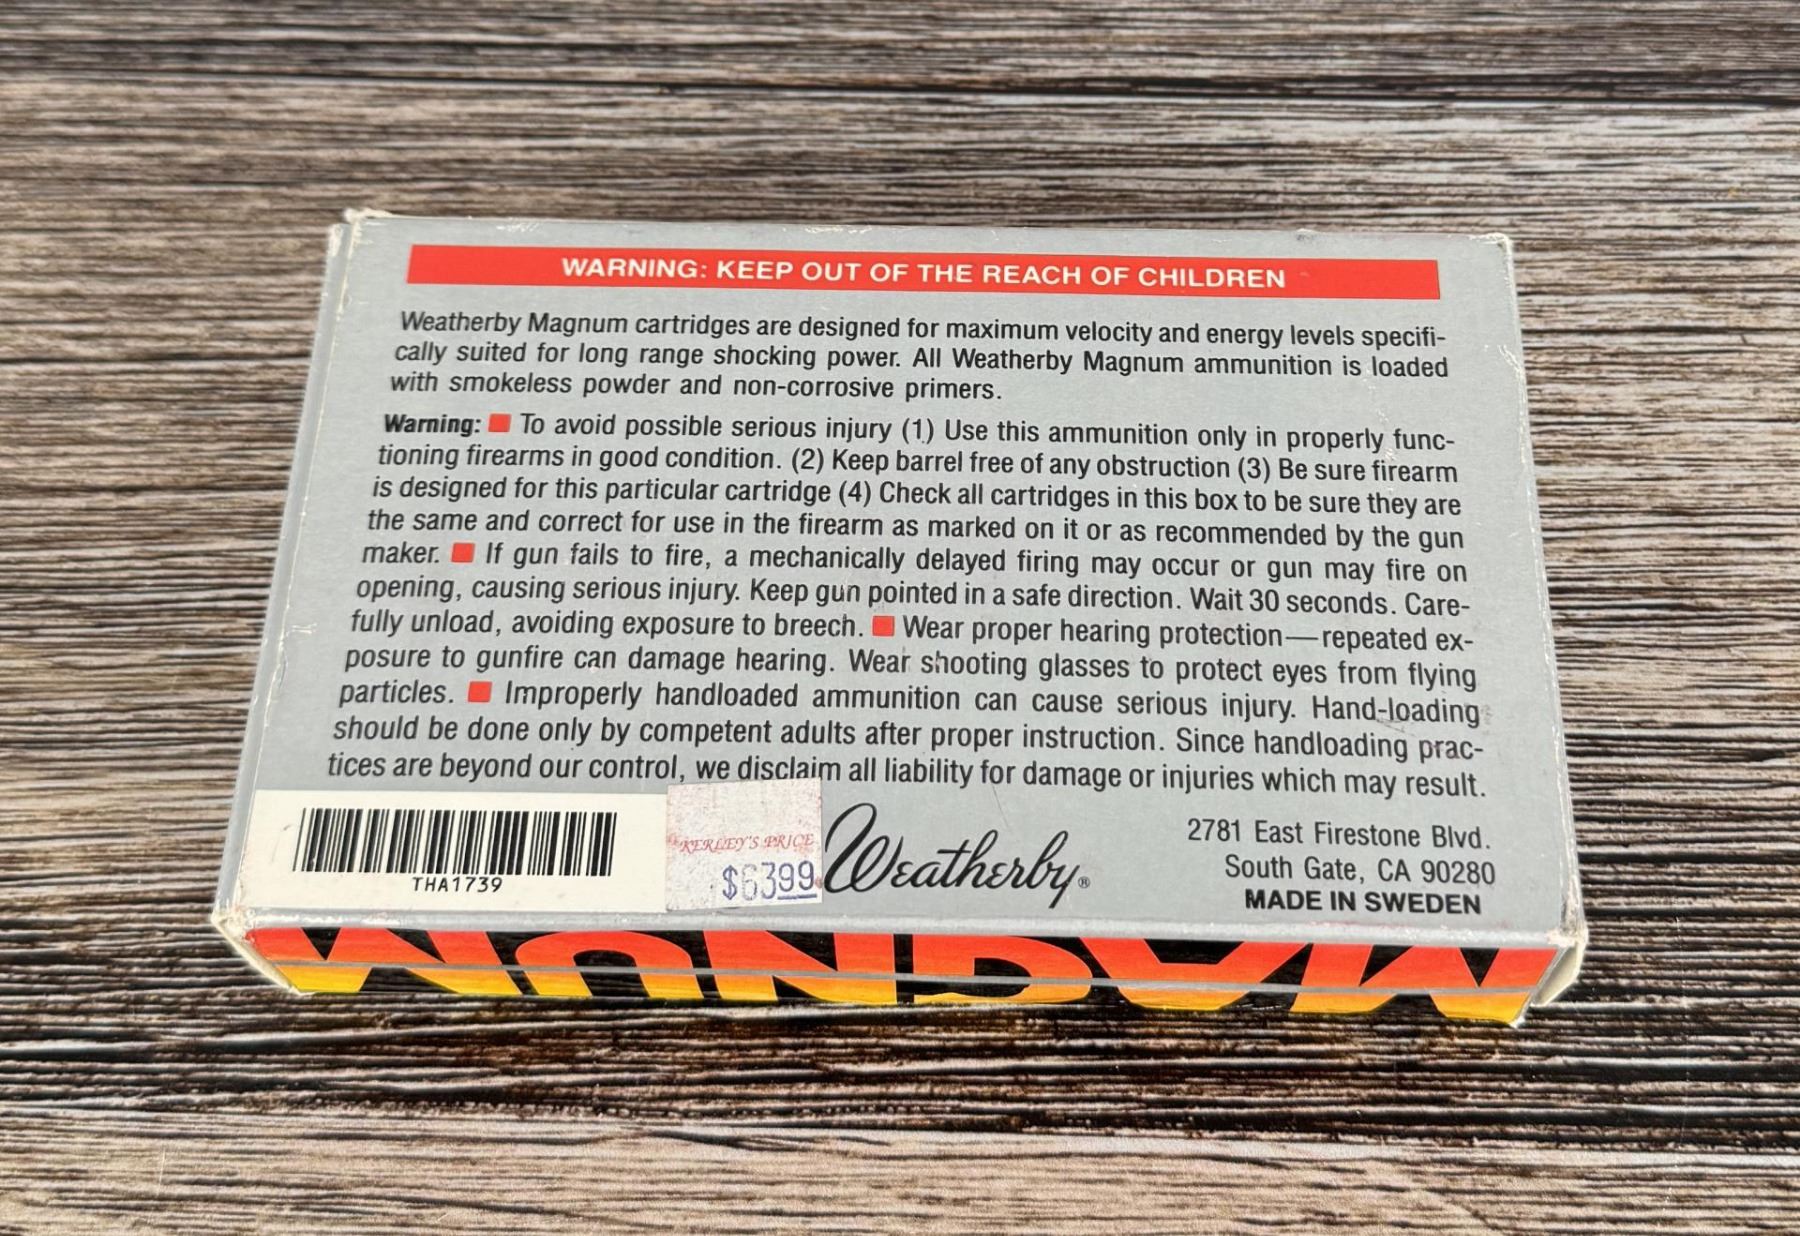 WARNING: KEEP OUT OF THE REACH OF CHILDREN
Weatherby Magnum cartridges are designed for maximum velocity and energy levels specifi-
cally suited for long range shocking power. All Weatherby Magnum ammunition is loaded
with smokeless powder and non-corrosive primers.
Warning: ■ To avoid possible serious injury (1) Use this ammunition only in properly func-
tioning firearms in good condition. (2) Keep barrel free of any obstruction (3) Be sure firearm
is designed for this particular cartridge (4) Check all cartridges in this box to be sure they are
the same and correct for use in the firearm as marked on it or as recommended by the gun
maker. ■ If gun fails to fire, a mechanically delayed firing may occur or gun may fire on
opening, causing serious injury. Keep gun pointed in a safe direction. Wait 30 seconds. Care-
fully unload, avoiding exposure to breech. ■ Wear proper hearing protection—repeated ex-
posure to gunfire can damage hearing. Wear shooting glasses to protect eyes from flying
particles. ■ Improperly handloaded ammunition can cause serious injury. Hand-loading
should be done only by competent adults after proper instruction. Since handloading prac-
tices are beyond our control, we disclaim all liability for damage or injuries which may result.
THA1739
KERLEY'S PRICE
$63.99
Weatherby®
2781 East Firestone Blvd.
South Gate, CA 90280
MADE IN SWEDEN
MAGNUM